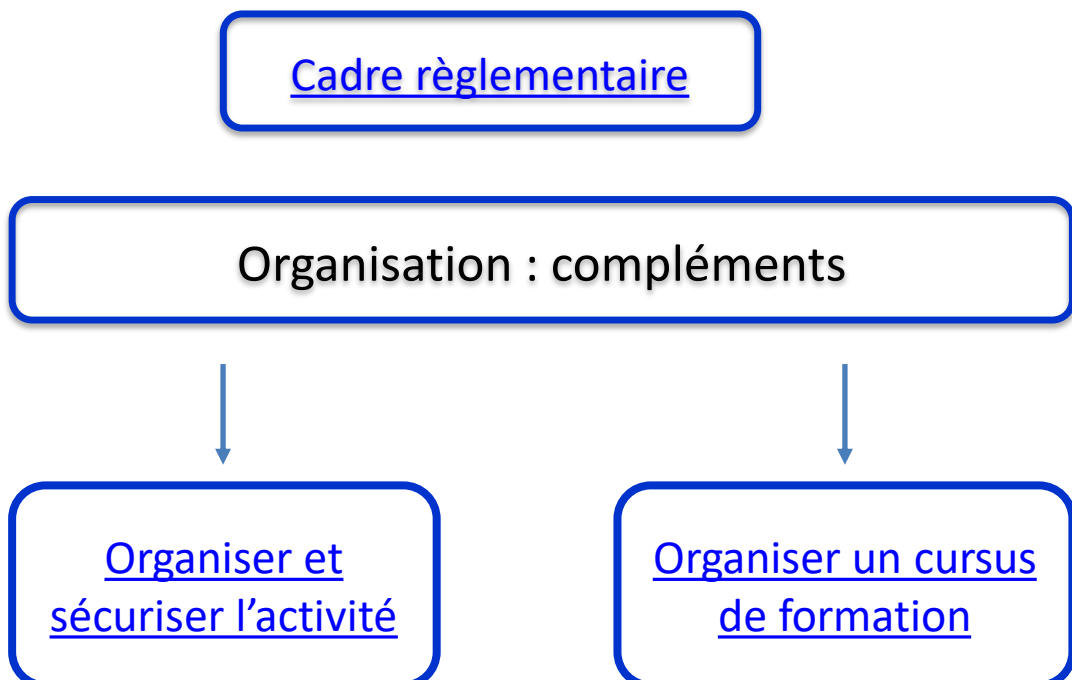 Cadre règlementaire
Organisation : compléments
Organiser et
sécuriser l’activité
Organiser un cursus
de formation